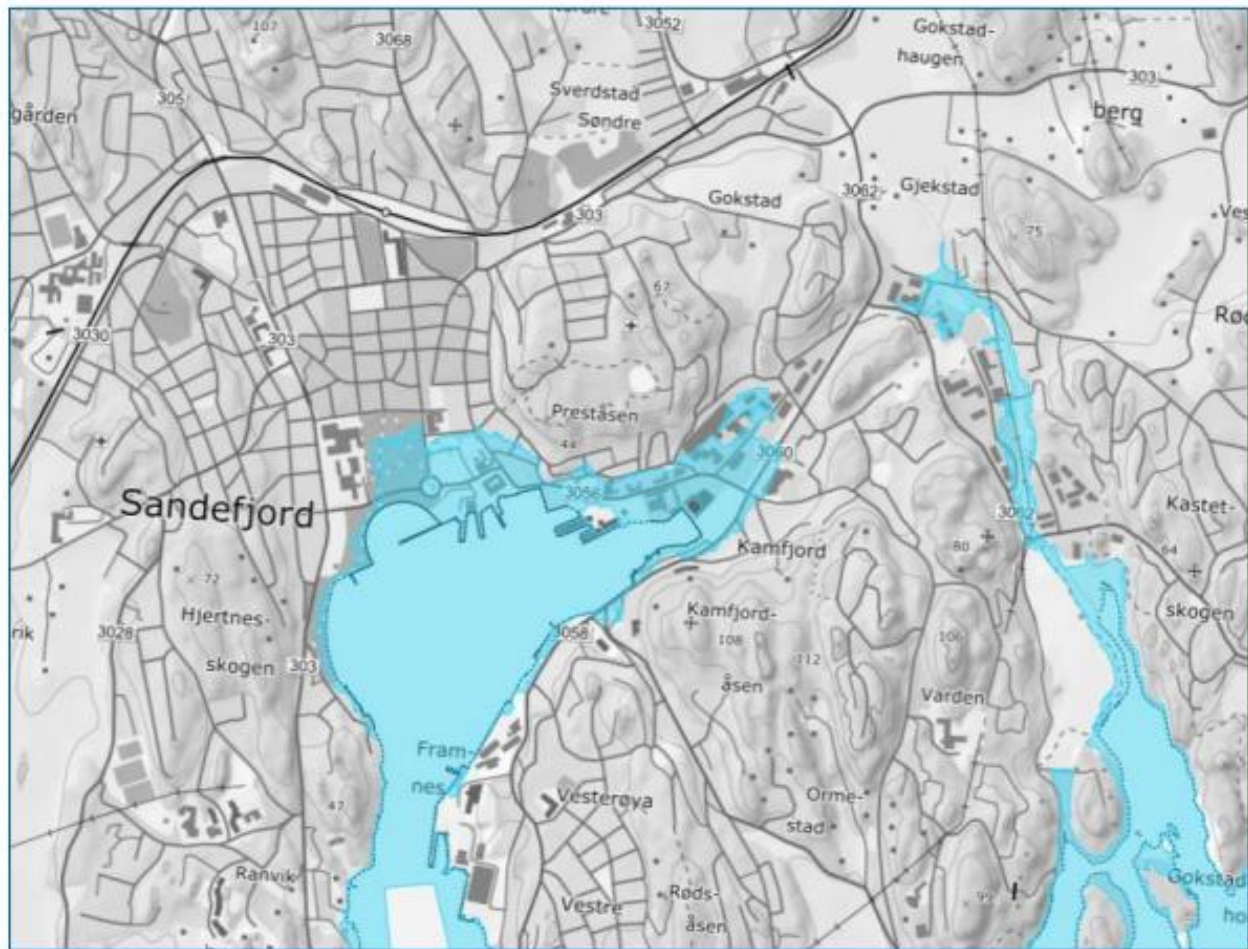 107
3068
3052
Gokstad-
haugen
303
305
Sverdstad
Søndre
berg
gården
Gokstad
3062
Gjekstad
303
75
67
3030
303
Preståsen
44
3060
Sandefjord
3056
Kamfjord
80
Kastet-
64
72
Hjertnes-
skogen
3028
303
3058
Kamfjord-
108
112
åsen
106
Varden
skogen
Fram-
nes
Vesterøya
Orme-
stad
47
Ranvik
Vestre
Røds-
åsen
99
Gokstad